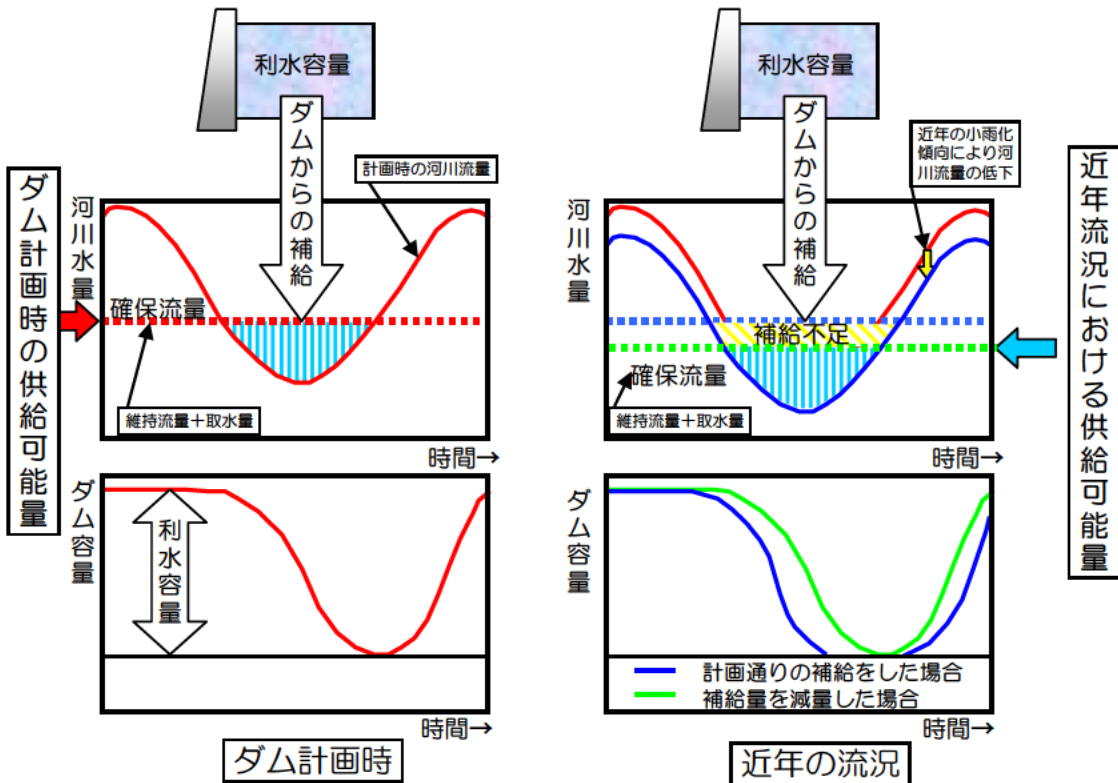 利水容量
ダムからの補給
計画時の河川流量
ダム計画時の供給可能量
河川水量
確保流量
維持流量+取水量
時間→
ダム容量
利水容量
時間→
ダム計画時
利水容量
ダムからの補給
近年の小雨化
傾向により河
川流量の低下
河川水量
補給不足
確保流量
維持流量+取水量
時間→
近年流況における供給可能量
ダム容量
計画通りの補給をした場合
補給量を減量した場合
時間→
近年の流況